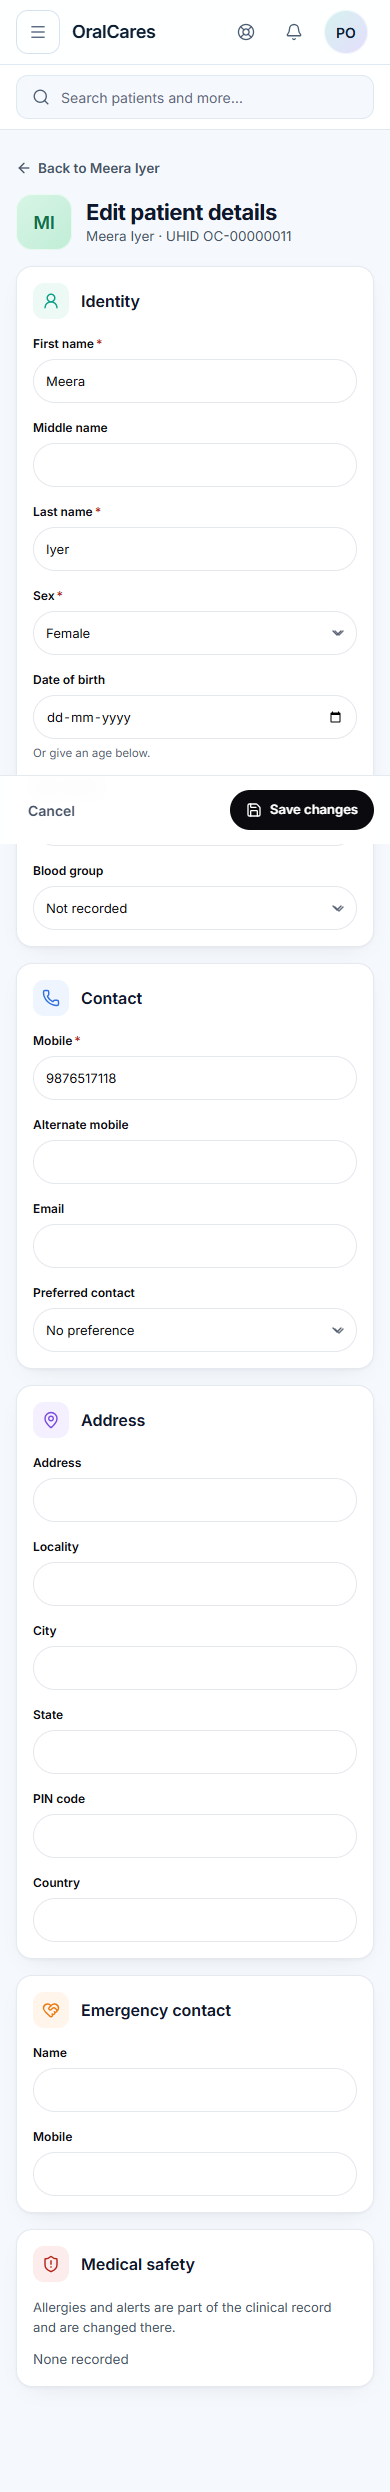 OralCares
PO
Search patients and more...
Back to Meera Iyer
MI
Edit patient details
Meera Iyer · UHID OC-00000011
Identity
First name *
Meera
Middle name
Last name *
Iyer
Sex *
Female
Date of birth
dd-mm-yyyy
Or give an age below.
Cancel
Save changes
Blood group
Not recorded
Contact
Mobile *
9876517118
Alternate mobile
Email
Preferred contact
No preference
Address
Address
Locality
City
State
PIN code
Country
Emergency contact
Name
Mobile
Medical safety
Allergies and alerts are part of the clinical record
and are changed there.
None recorded